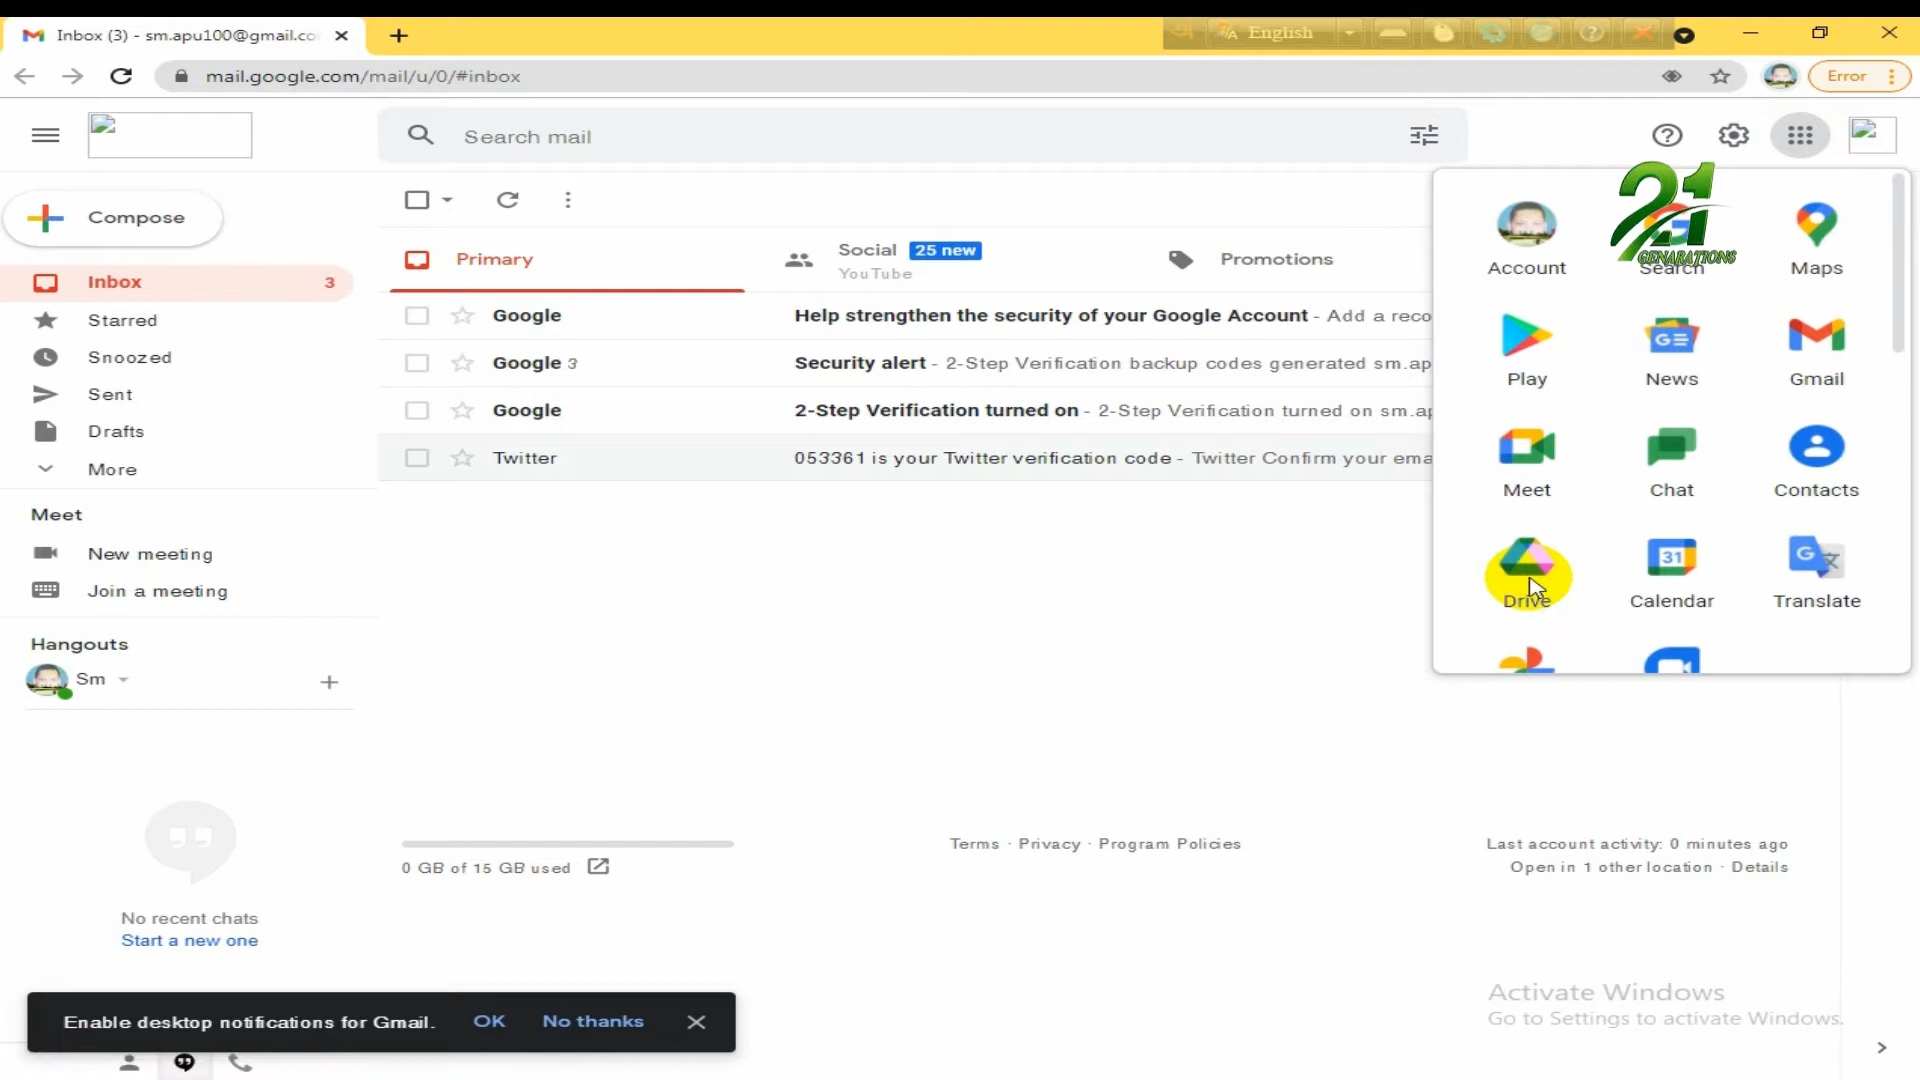 Inbox (3) - sm.apu100@gmail.co
English
mail.google.com/mail/u/0/#inbox
Error
Search mail
Compose
Inbox 3
Starred
Snoozed
Sent
Drafts
More
Meet
New meeting
Join a meeting
Hangouts
Sm
No recent chats
Start a new one
Primary
Social 25 new
YouTube
Promotions
Google Help strengthen the security of your Google Account - Add a reco
Google 3 Security alert - 2-Step Verification backup codes generated sm.ap
Google 2-Step Verification turned on - 2-Step Verification turned on sm.ap
Twitter 053361 is your Twitter verification code - Twitter Confirm your ema
21
GENARATIONS
Account Search Maps
Play News Gmail
Meet Chat Contacts
31
Drive Calendar Translate
0 GB of 15 GB used
Terms · Privacy · Program Policies
Last account activity: 0 minutes ago
Open in 1 other location · Details
Activate Windows
Go to Settings to activate Windows.
Enable desktop notifications for Gmail. OK No thanks